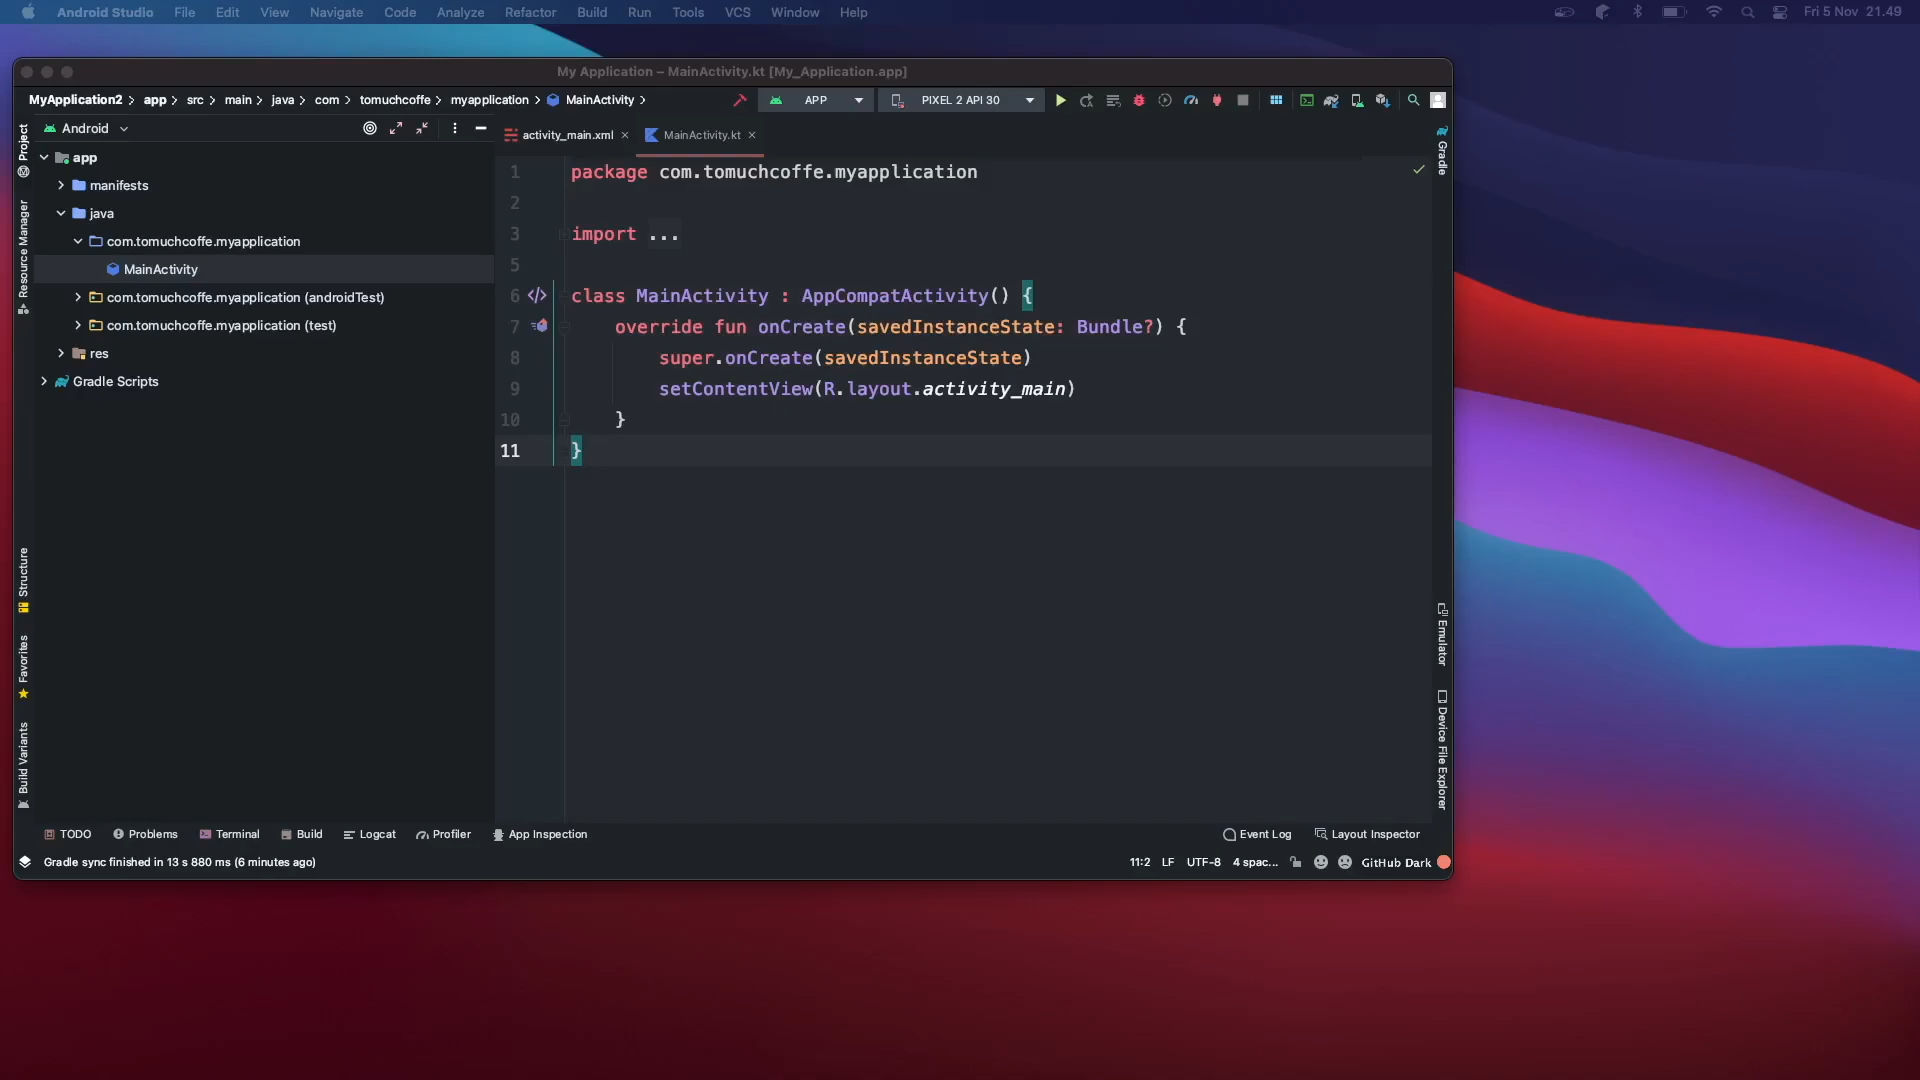 Android Studio File Edit View Navigate Code Analyze Refactor Build Run Tools VCS Window Help Fri 5 Nov 21.49
My Application – MainActivity.kt [My_Application.app]
MyApplication2 app src main java com tomuchcoffe myapplication MainActivity APP PIXEL 2 API 30
Android
activity_main.xml MainActivity.kt
Project
Resource Manager
Structure
Favorites
Build Variants
app
manifests
java
com.tomuchcoffe.myapplication
MainActivity
com.tomuchcoffe.myapplication (androidTest)
com.tomuchcoffe.myapplication (test)
res
Gradle Scripts
1 package com.tomuchcoffe.myapplication
2
3 import ...
5
6 class MainActivity : AppCompatActivity() {
7 override fun onCreate(savedInstanceState: Bundle?) {
8 super.onCreate(savedInstanceState)
9 setContentView(R.layout.activity_main)
10 }
11 }
Gradle
Emulator
Device File Explorer
TODO Problems Terminal Build Logcat Profiler App Inspection Event Log Layout Inspector
Gradle sync finished in 13 s 880 ms (6 minutes ago) 11:2 LF UTF-8 4 spac... GitHub Dark